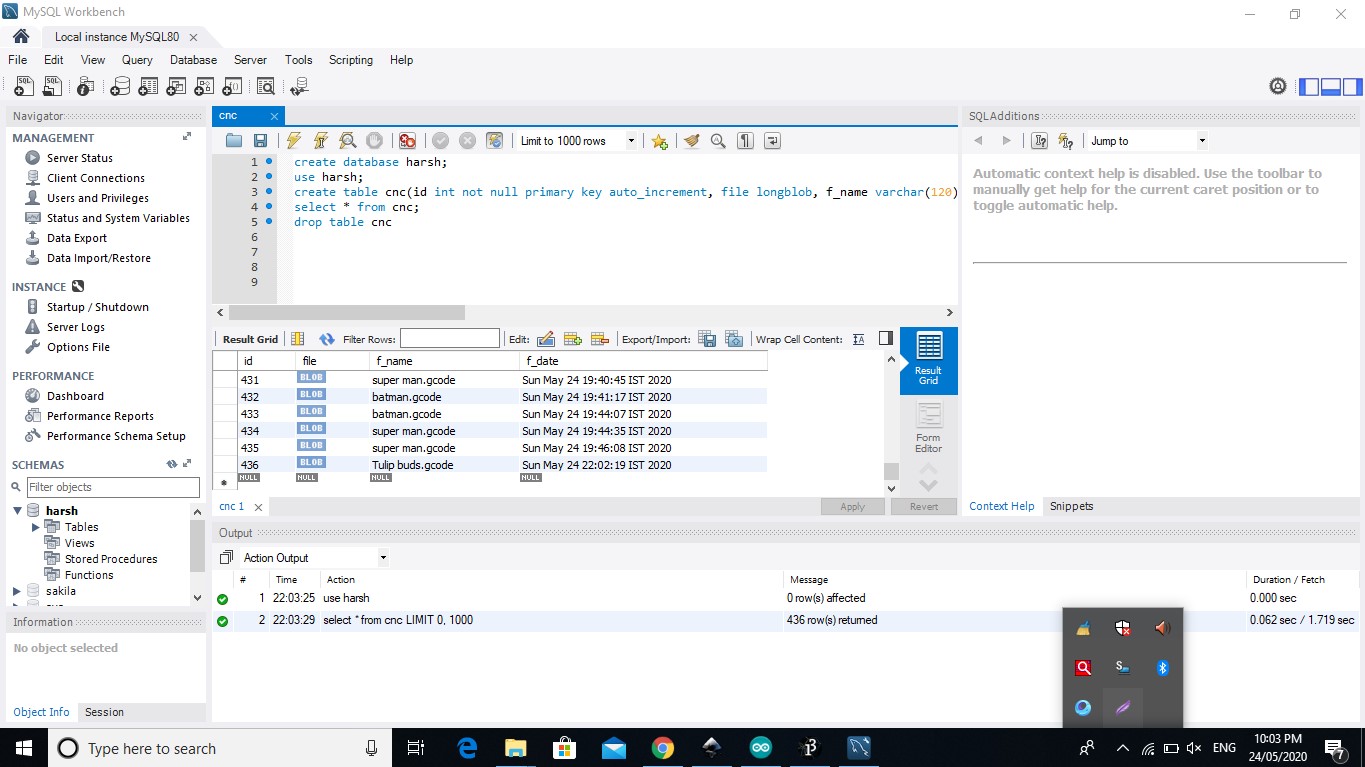 MySQL Workbench
Local instance MySQL80
File Edit View Query Database Server Tools Scripting Help
Navigator
MANAGEMENT
Server Status
Client Connections
Users and Privileges
Status and System Variables
Data Export
Data Import/Restore
INSTANCE
Startup / Shutdown
Server Logs
Options File
PERFORMANCE
Dashboard
Performance Reports
Performance Schema Setup
SCHEMAS
Filter objects
harsh
Tables
Views
Stored Procedures
Functions
sakila
Information
No object selected
Object Info Session
cnc
Limit to 1000 rows
1 create database harsh;
2 use harsh;
3 create table cnc(id int not null primary key auto_increment, file longblob, f_name varchar(120)
4 select * from cnc;
5 drop table cnc
6
7
8
9
Result Grid Filter Rows: Edit: Export/Import: Wrap Cell Content:
id file f_name f_date
431 BLOB super man.gcode Sun May 24 19:40:45 IST 2020
432 BLOB batman.gcode Sun May 24 19:41:17 IST 2020
433 BLOB batman.gcode Sun May 24 19:44:07 IST 2020
434 BLOB super man.gcode Sun May 24 19:44:35 IST 2020
435 BLOB super man.gcode Sun May 24 19:46:08 IST 2020
436 BLOB Tulip buds.gcode Sun May 24 22:02:19 IST 2020
NULL NULL NULL NULL
Result
Grid
Form
Editor
cnc 1
Apply Revert
SQLAdditions
Jump to
Automatic context help is disabled. Use the toolbar to
manually get help for the current caret position or to
toggle automatic help.
Context Help Snippets
Output
Action Output
# Time Action Message Duration / Fetch
1 22:03:25 use harsh 0 row(s) affected 0.000 sec
2 22:03:29 select * from cnc LIMIT 0, 1000 436 row(s) returned 0.062 sec / 1.719 sec
Type here to search
ENG
10:03 PM
24/05/2020
7